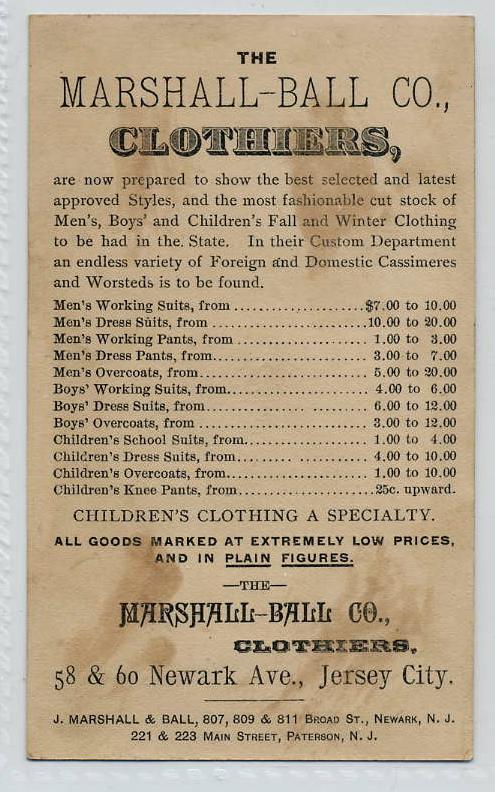 THE
MARSHALL-BALL CO.,
CLOTHIERS,
are now prepared to show the best selected and latest
approved Styles, and the most fashionable cut stock of
Men's, Boys' and Children's Fall and Winter Clothing
to be had in the. State. In their Custom Department
an endless variety of Foreign and Domestic Cassimeres
and Worsteds is to be found.
Men's Working Suits, from ....................$7.00 to 10.00
Men's Dress Suits, from ........................10.00 to 20.00
Men's Working Pants, from .................... 1.00 to 3.00
Men's Dress Pants, from........................ 3.00 to 7.00
Men's Overcoats, from.......................... 5.00 to 20.00
Boys' Working Suits, from...................... 4.00 to 6.00
Boys' Dress Suits, from................ ......... 6.00 to 12.00
Boys' Overcoats, from .......................... 3.00 to 12.00
Children's School Suits, from................... 1.00 to 4.00
Children's Dress Suits, from......... ............ 4.00 to 10.00
Children's Overcoats, from...................... 1.00 to 10.00
Children's Knee Pants, from......................25c. upward.
CHILDREN'S CLOTHING A SPECIALTY.
ALL GOODS MARKED AT EXTREMELY LOW PRICES,
AND IN PLAIN FIGURES.
—THE—
MARSHALL-BALL CO.,
CLOTHIERS,
58 & 60 Newark Ave., Jersey City.
J. MARSHALL & BALL, 807, 809 & 811 BROAD ST., NEWARK, N. J.
221 & 223 MAIN STREET, PATERSON, N. J.